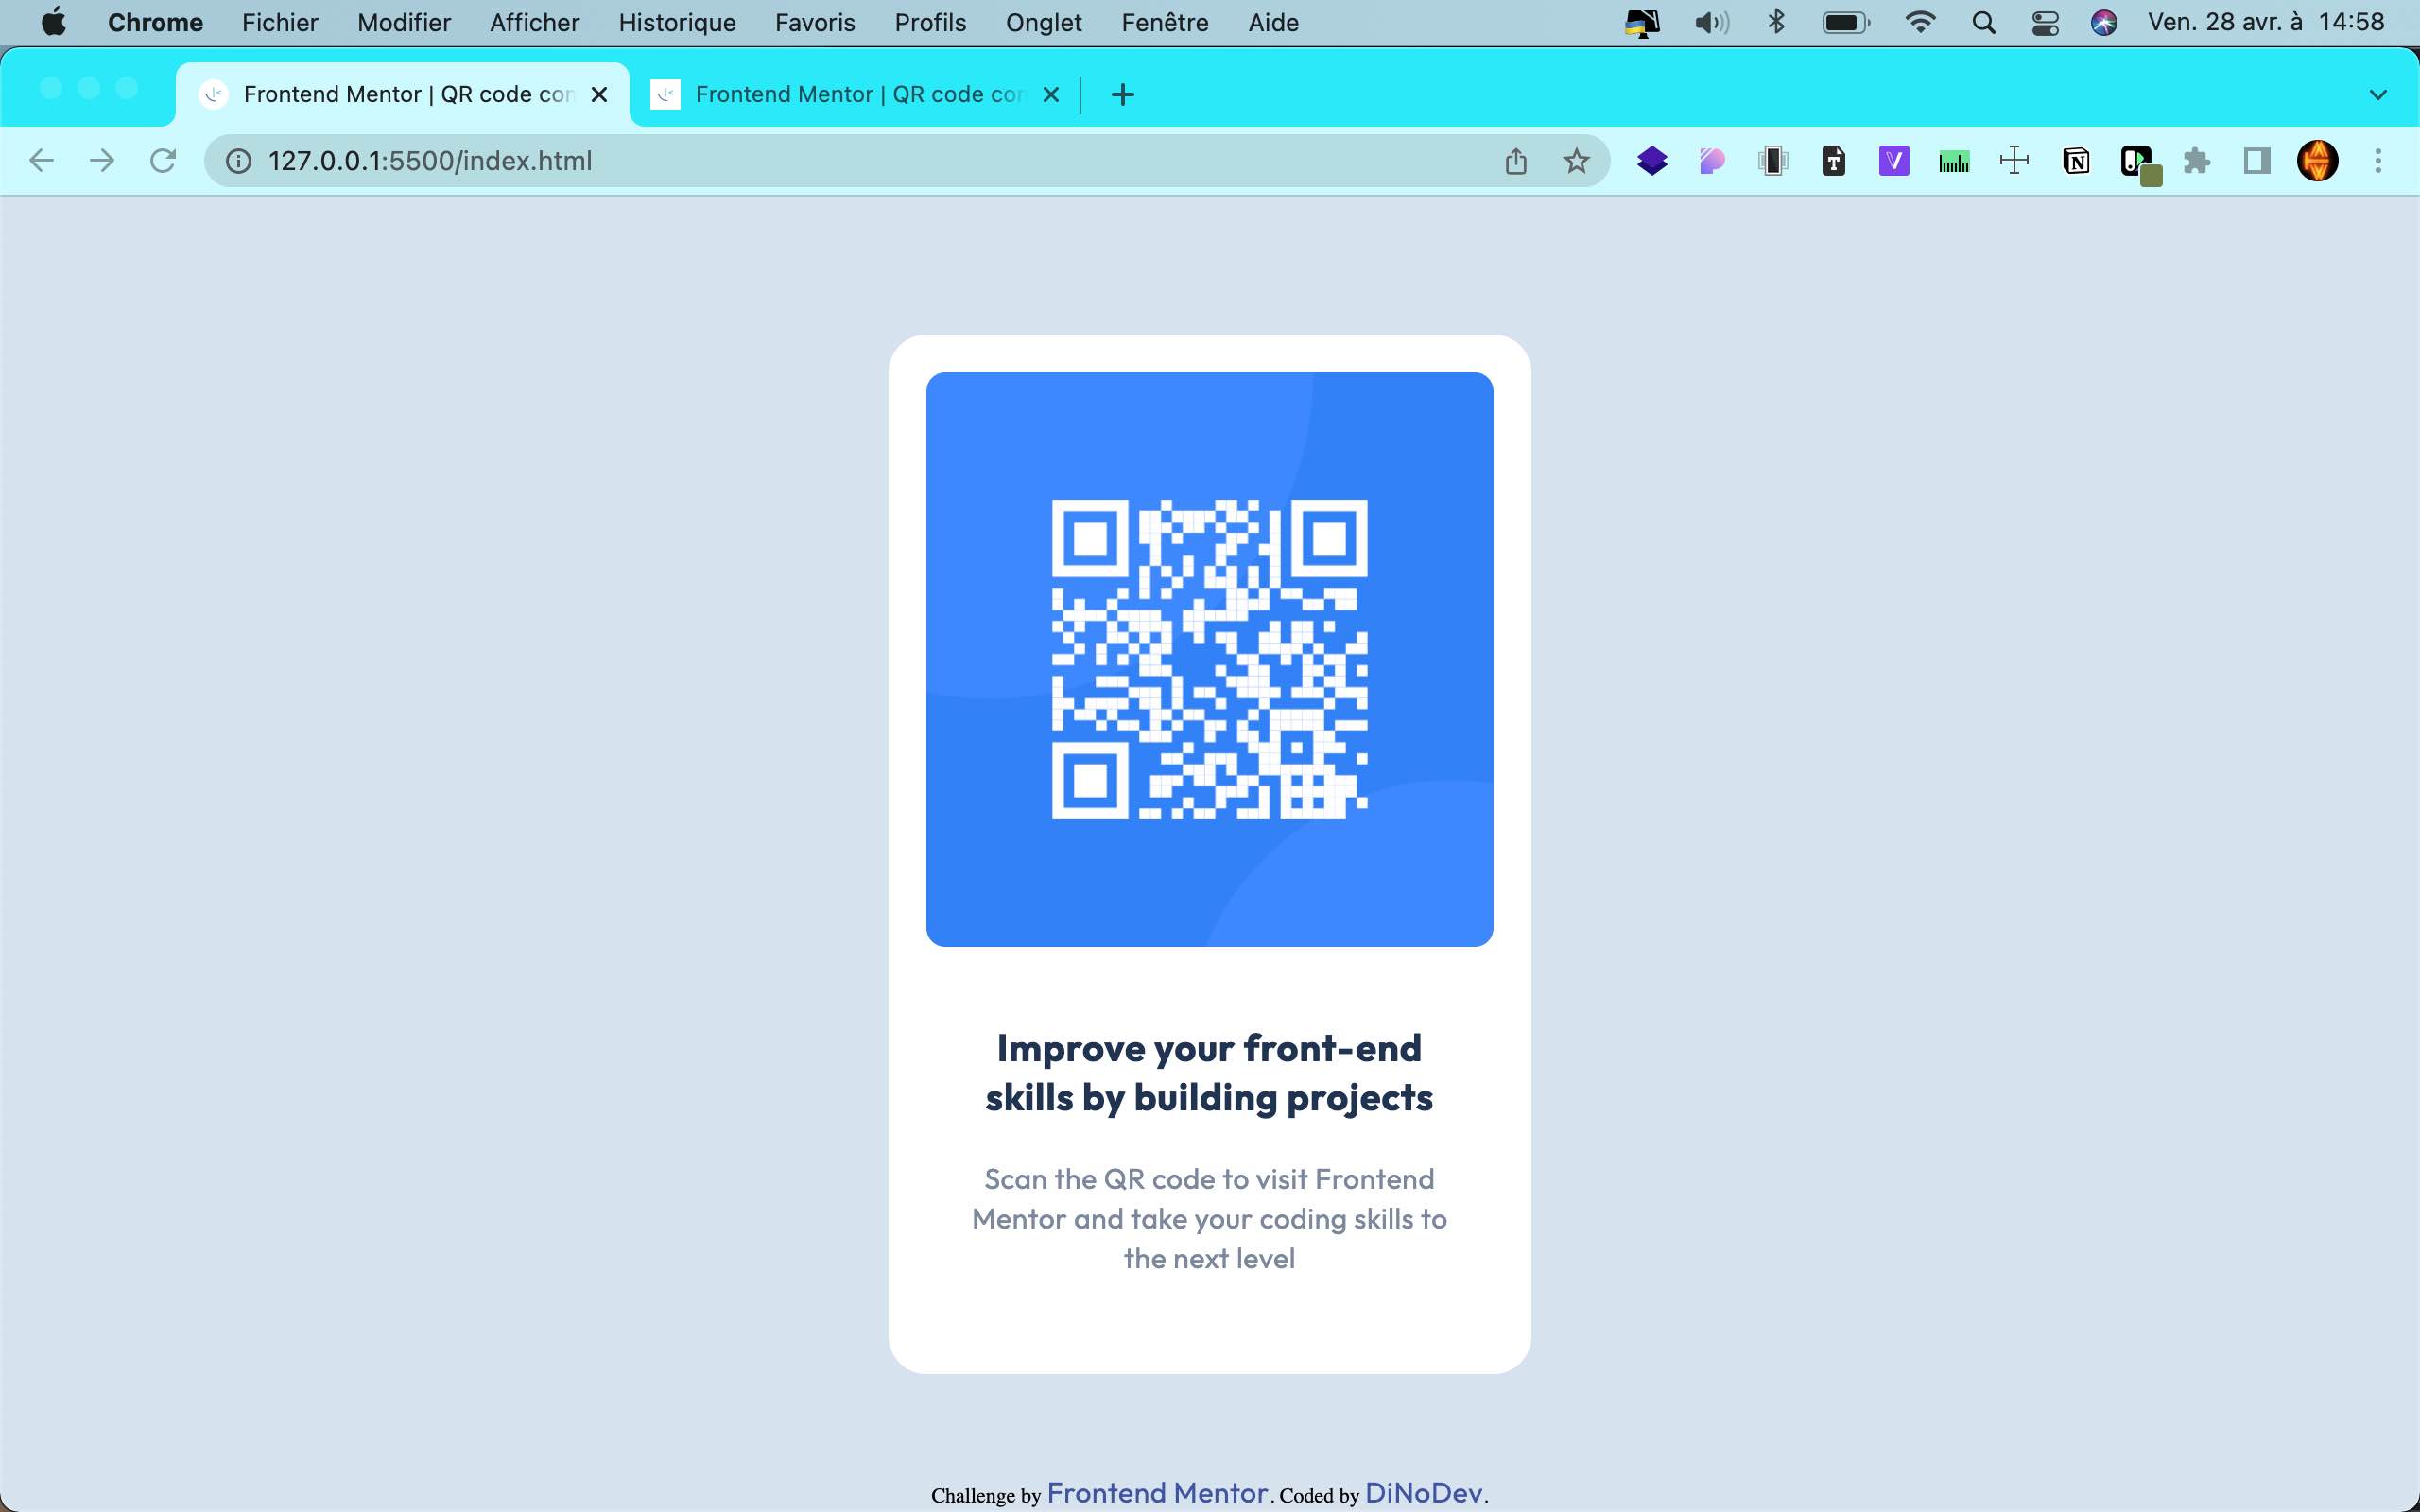 Chrome Fichier Modifier Afficher Historique Favoris Profils Onglet Fenêtre Aide Ven. 28 avr. à 14:58
Frontend Mentor | QR code con Frontend Mentor | QR code con
127.0.0.1:5500/index.html
Improve your front-end
skills by building projects
Scan the QR code to visit Frontend
Mentor and take your coding skills to
the next level
Challenge by Frontend Mentor. Coded by DiNoDev.